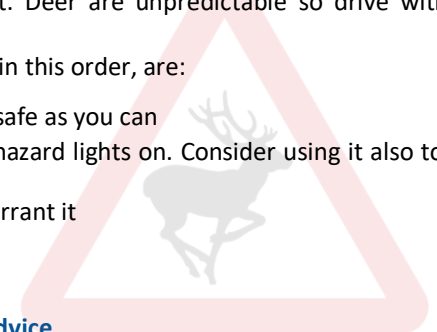 t. Deer are unpredictable so drive with
in this order, are:
safe as you can
hazard lights on. Consider using it also to
rrant it
dvice